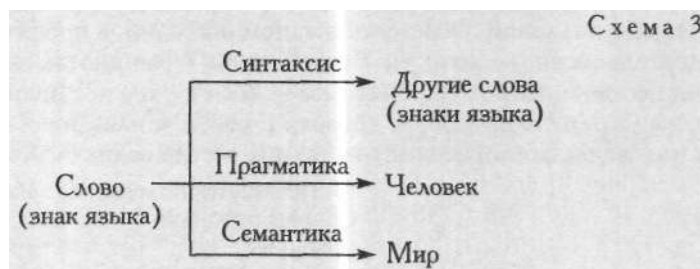 Схема 3
Синтаксис
Другие слова
(знаки языка)
Прагматика
Слово
(знак языка)
Человек
Семантика
Мир